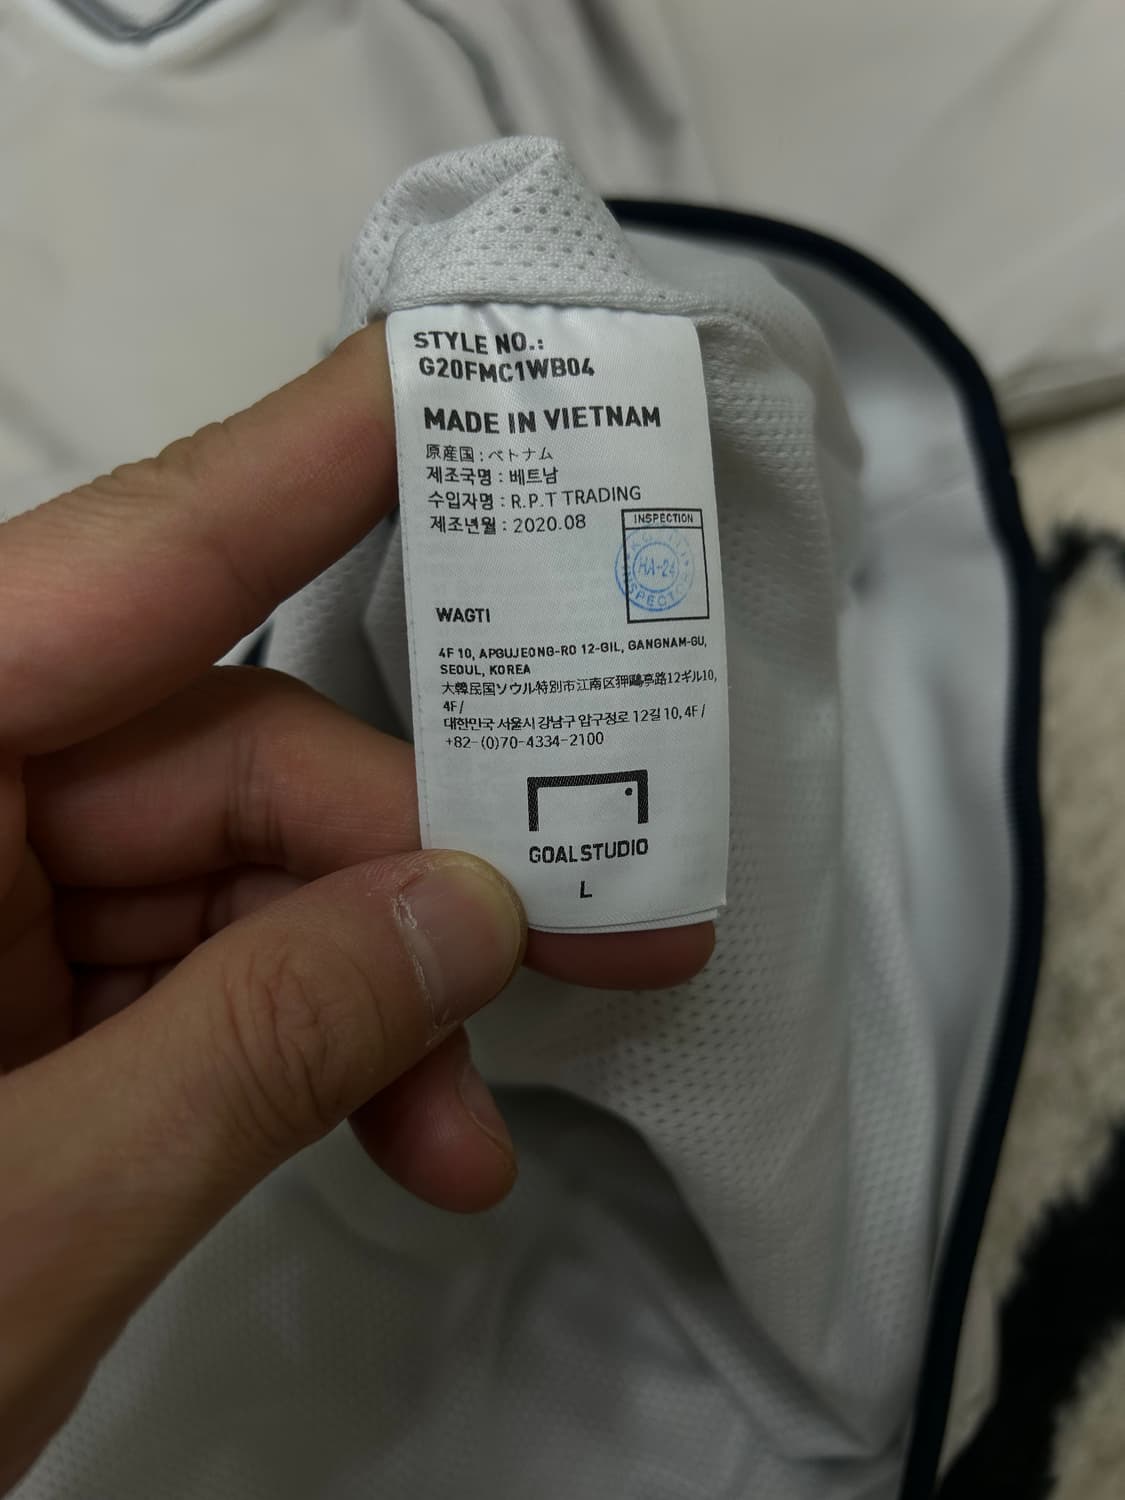 STYLE NO.:
G20FMC1WB04
MADE IN VIETNAM
原産国 : ベトナム
제조국명 : 베트남
수입자명 : R.P.T TRADING
제조년월 : 2020.08
INSPECTION
HA-24
INSPECTOR
WAGTI
4F 10, APGUJEONG-RO 12-GIL, GANGNAM-GU,
SEOUL, KOREA
大韓民国ソウル特別市江南区狎鷗亭路12ギル10,
4F /
대한민국 서울시 강남구 압구정로 12길 10, 4F /
+82-(0)70-4334-2100
GOALSTUDIO
L